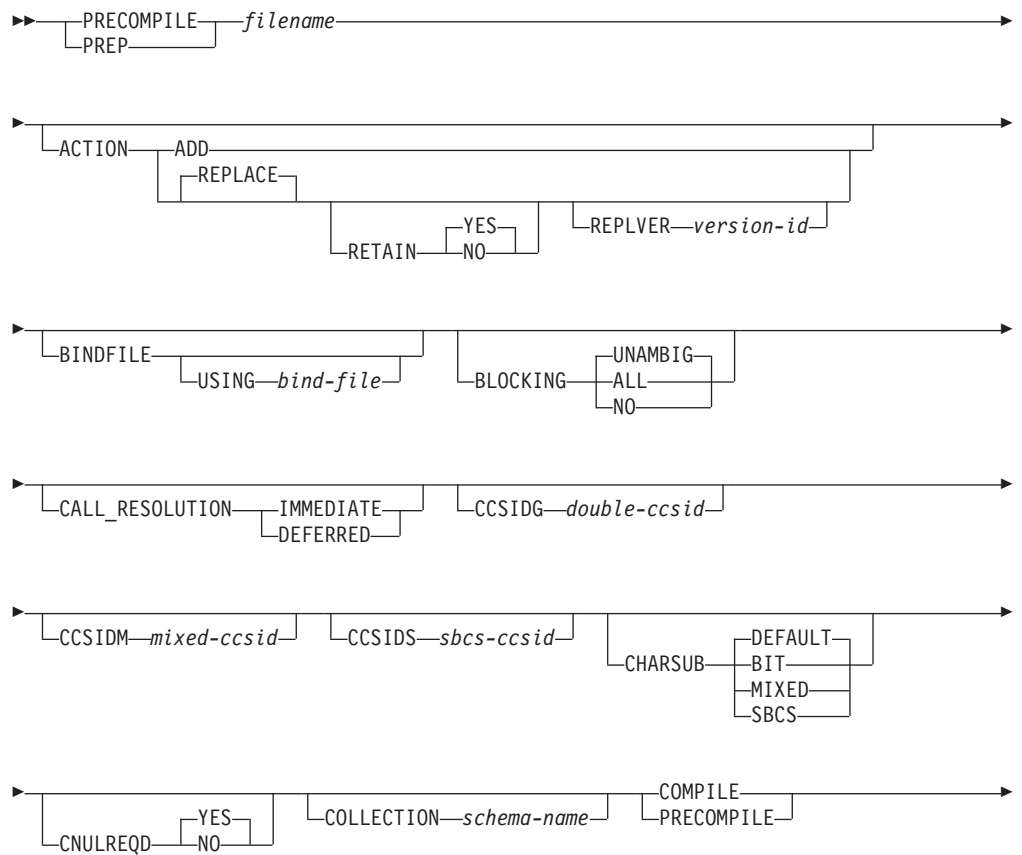 PRECOMPILE filename
PREP
ACTION ADD
REPLACE
YES REPLVER version-id
RETAIN NO
BINDFILE UNAMBIG
USING bind-file BLOCKING ALL
NO
CALL_RESOLUTION IMMEDIATE CCSIDG double-ccsid
DEFERRED
DEFAULT
CCSIDM mixed-ccsid CCSIDS sbcs-ccsid CHARSUB BIT
MIXED
SBCS
COMPILE
YES COLLECTION schema-name PRECOMPILE
CNULREQD NO